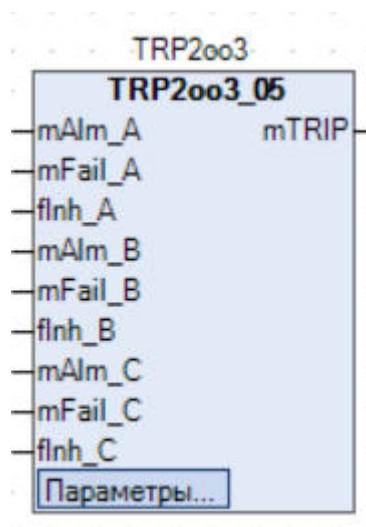 TRP2oo3
TRP2oo3_05
mAlm_A mTRIP
mFail_A
fInh_A
mAlm_B
mFail_B
fInh_B
mAlm_C
mFail_C
fInh_C
Параметры...